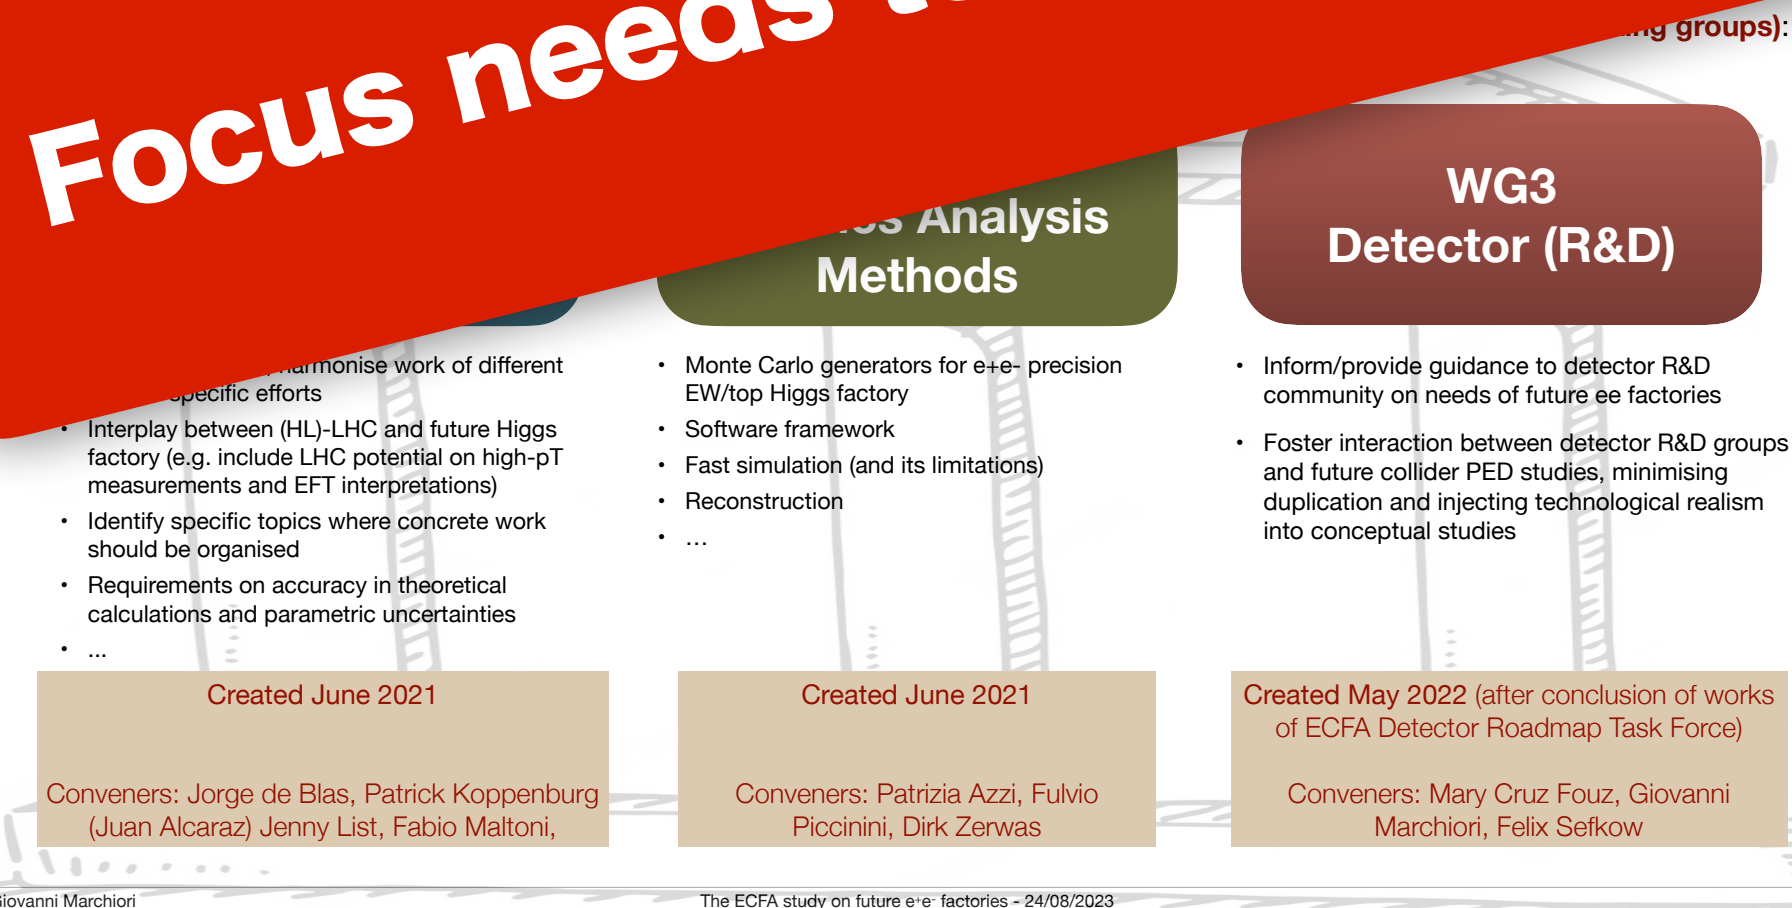 Focus needs
groups):
Analysis
Methods
WG3
Detector (R&D)
harmonise work of different
specific efforts
• Interplay between (HL)-LHC and future Higgs
factory (e.g. include LHC potential on high-pT
measurements and EFT interpretations)
• Identify specific topics where concrete work
should be organised
• Requirements on accuracy in theoretical
calculations and parametric uncertainties
• ...
• Monte Carlo generators for e+e- precision
EW/top Higgs factory
• Software framework
• Fast simulation (and its limitations)
• Reconstruction
• …
• Inform/provide guidance to detector R&D
community on needs of future ee factories
• Foster interaction between detector R&D groups
and future collider PED studies, minimising
duplication and injecting technological realism
into conceptual studies
Created June 2021
Conveners: Jorge de Blas, Patrick Koppenburg
(Juan Alcaraz) Jenny List, Fabio Maltoni,
Created June 2021
Conveners: Patrizia Azzi, Fulvio
Piccinini, Dirk Zerwas
Created May 2022 (after conclusion of works
of ECFA Detector Roadmap Task Force)
Conveners: Mary Cruz Fouz, Giovanni
Marchiori, Felix Sefkow
Giovanni Marchiori
The ECFA study on future e⁺e⁻ factories - 24/08/2023